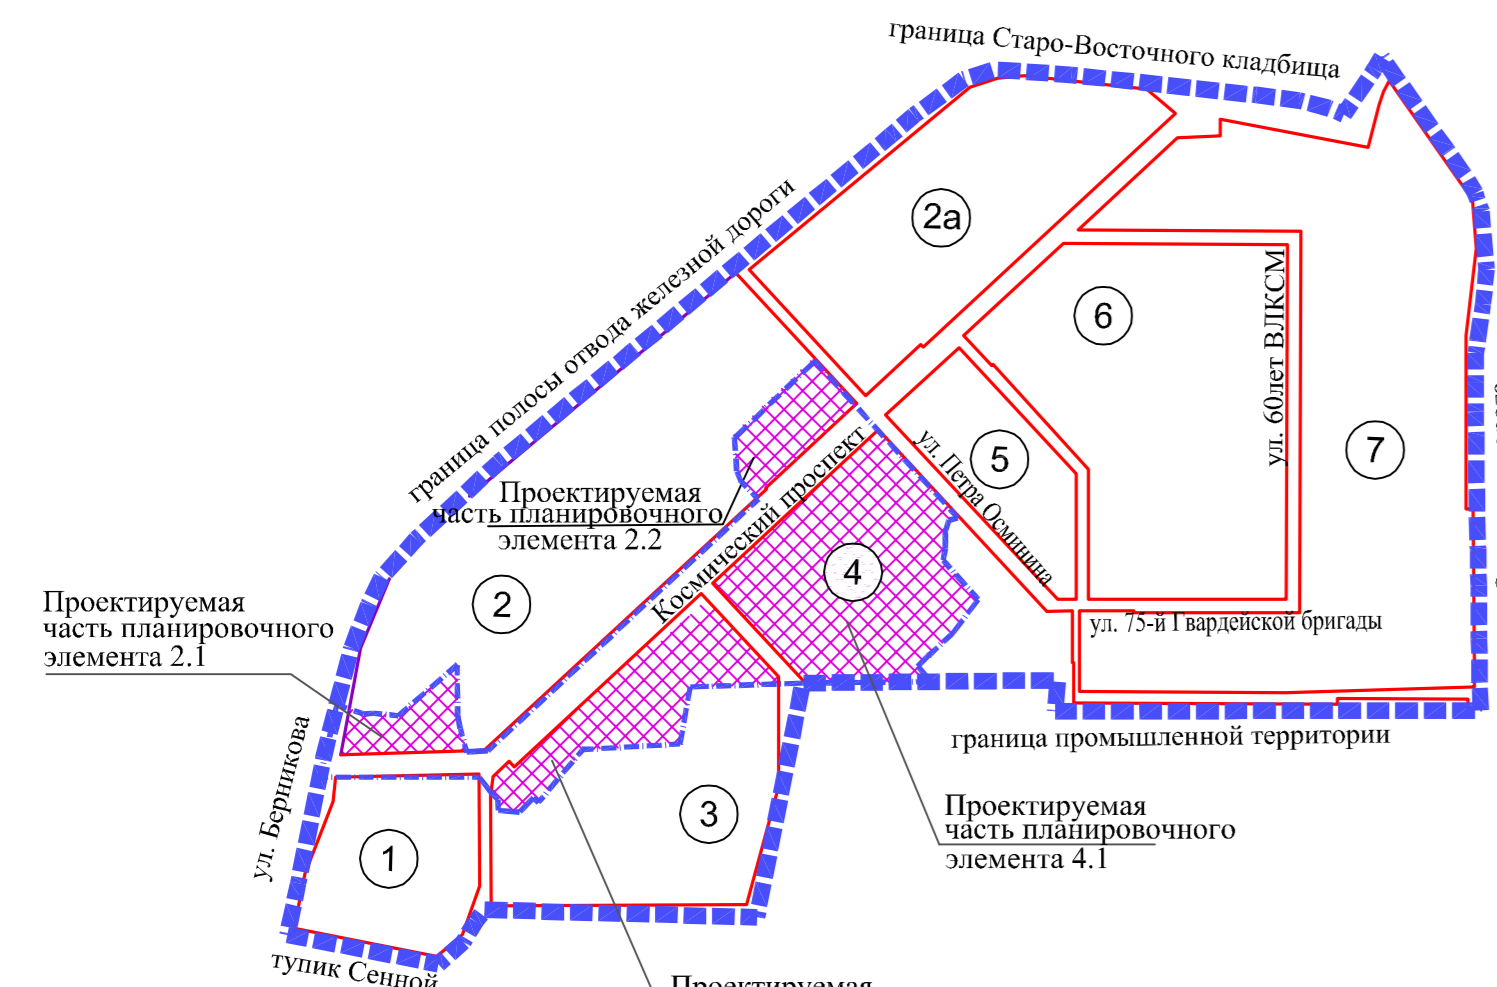 граница Старо-Восточного кладбища
граница полосы отвода железной дороги
2а
6
ул. 60лет ВЛКСМ
7
5
ул. Петра Осминина
Космический проспект
Проектируемая
часть планировочного
элемента 2.2
4
2
Проектируемая
часть планировочного
элемента 2.1
ул. 75-й Гвардейской бригады
граница промышленной территории
ул. Берникова
3
1
Проектируемая
часть планировочного
элемента 4.1
тупик Сенной
Проектируемая